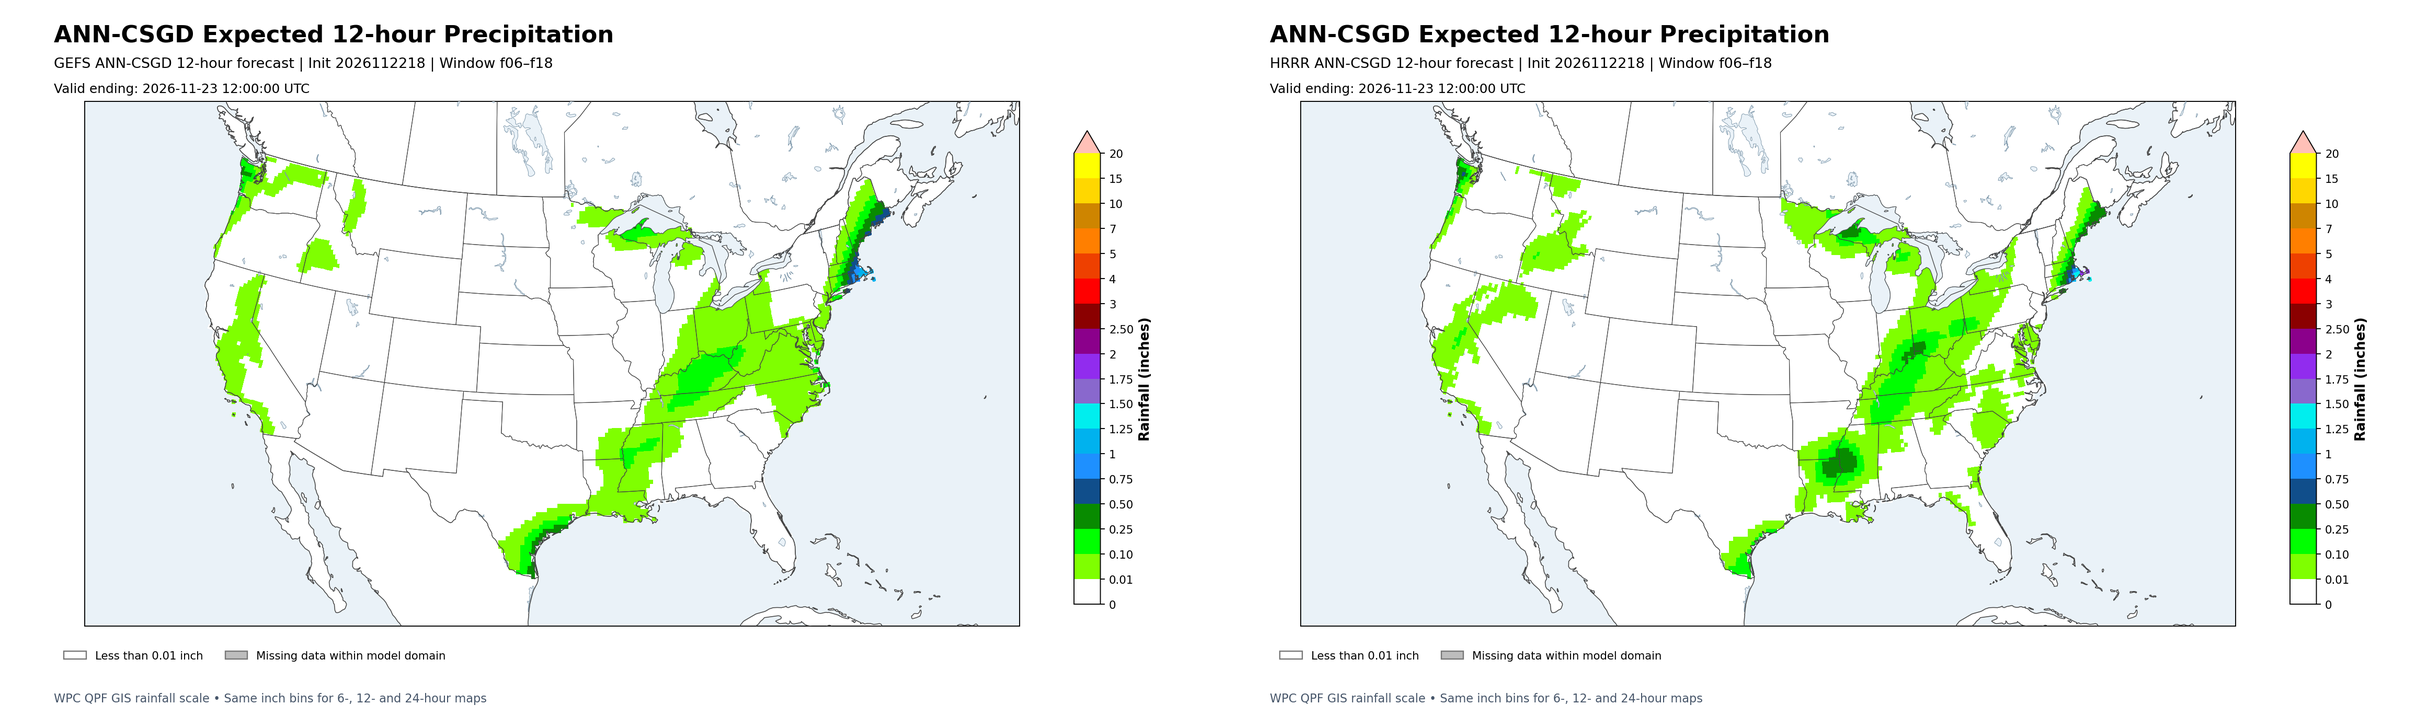 ANN-CSGD Expected 12-hour Precipitation
GEFS ANN-CSGD 12-hour forecast | Init 2026112218 | Window f06–f18
Valid ending: 2026-11-23 12:00:00 UTC
20
15
10
7
5
4
3
2.50
2
1.75
1.50
1.25
1
0.75
0.50
0.25
0.10
0.01
0
Rainfall (inches)
Less than 0.01 inch
Missing data within model domain
WPC QPF GIS rainfall scale • Same inch bins for 6-, 12- and 24-hour maps
ANN-CSGD Expected 12-hour Precipitation
HRRR ANN-CSGD 12-hour forecast | Init 2026112218 | Window f06–f18
Valid ending: 2026-11-23 12:00:00 UTC
20
15
10
7
5
4
3
2.50
2
1.75
1.50
1.25
1
0.75
0.50
0.25
0.10
0.01
0
Rainfall (inches)
Less than 0.01 inch
Missing data within model domain
WPC QPF GIS rainfall scale • Same inch bins for 6-, 12- and 24-hour maps